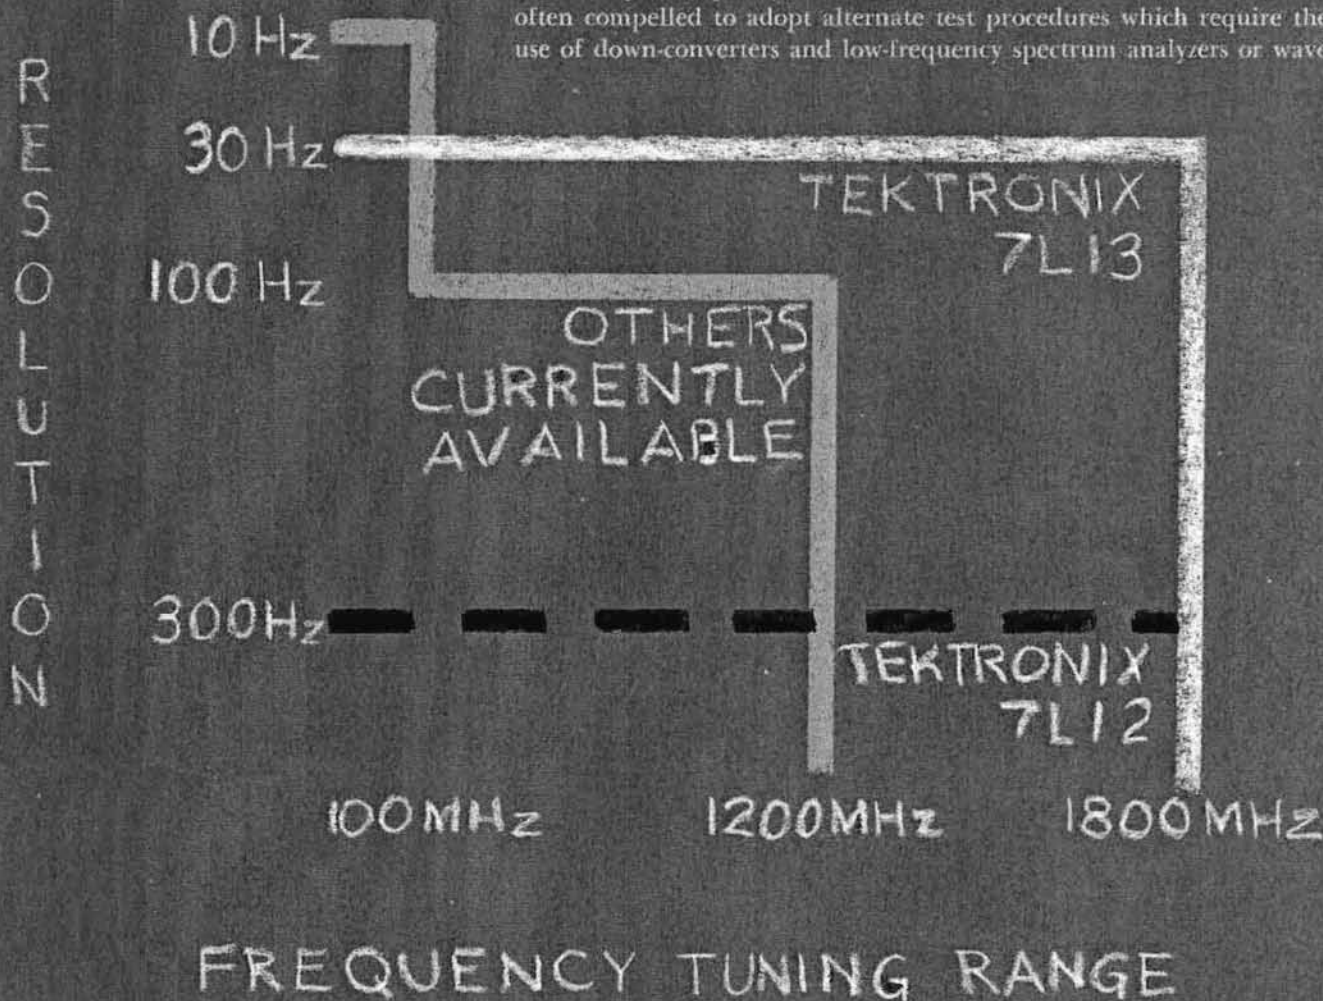 often compelled to adopt alternate test procedures which require the
use of down-converters and low-frequency spectrum analyzers or wave
RESOLUTION
10 Hz
30 Hz
TEKTRONIX
7L13
100 Hz
OTHERS
CURRENTLY
AVAILABLE
300Hz
TEKTRONIX
7L12
100MHz
1200MHz
1800MHz
FREQUENCY TUNING RANGE